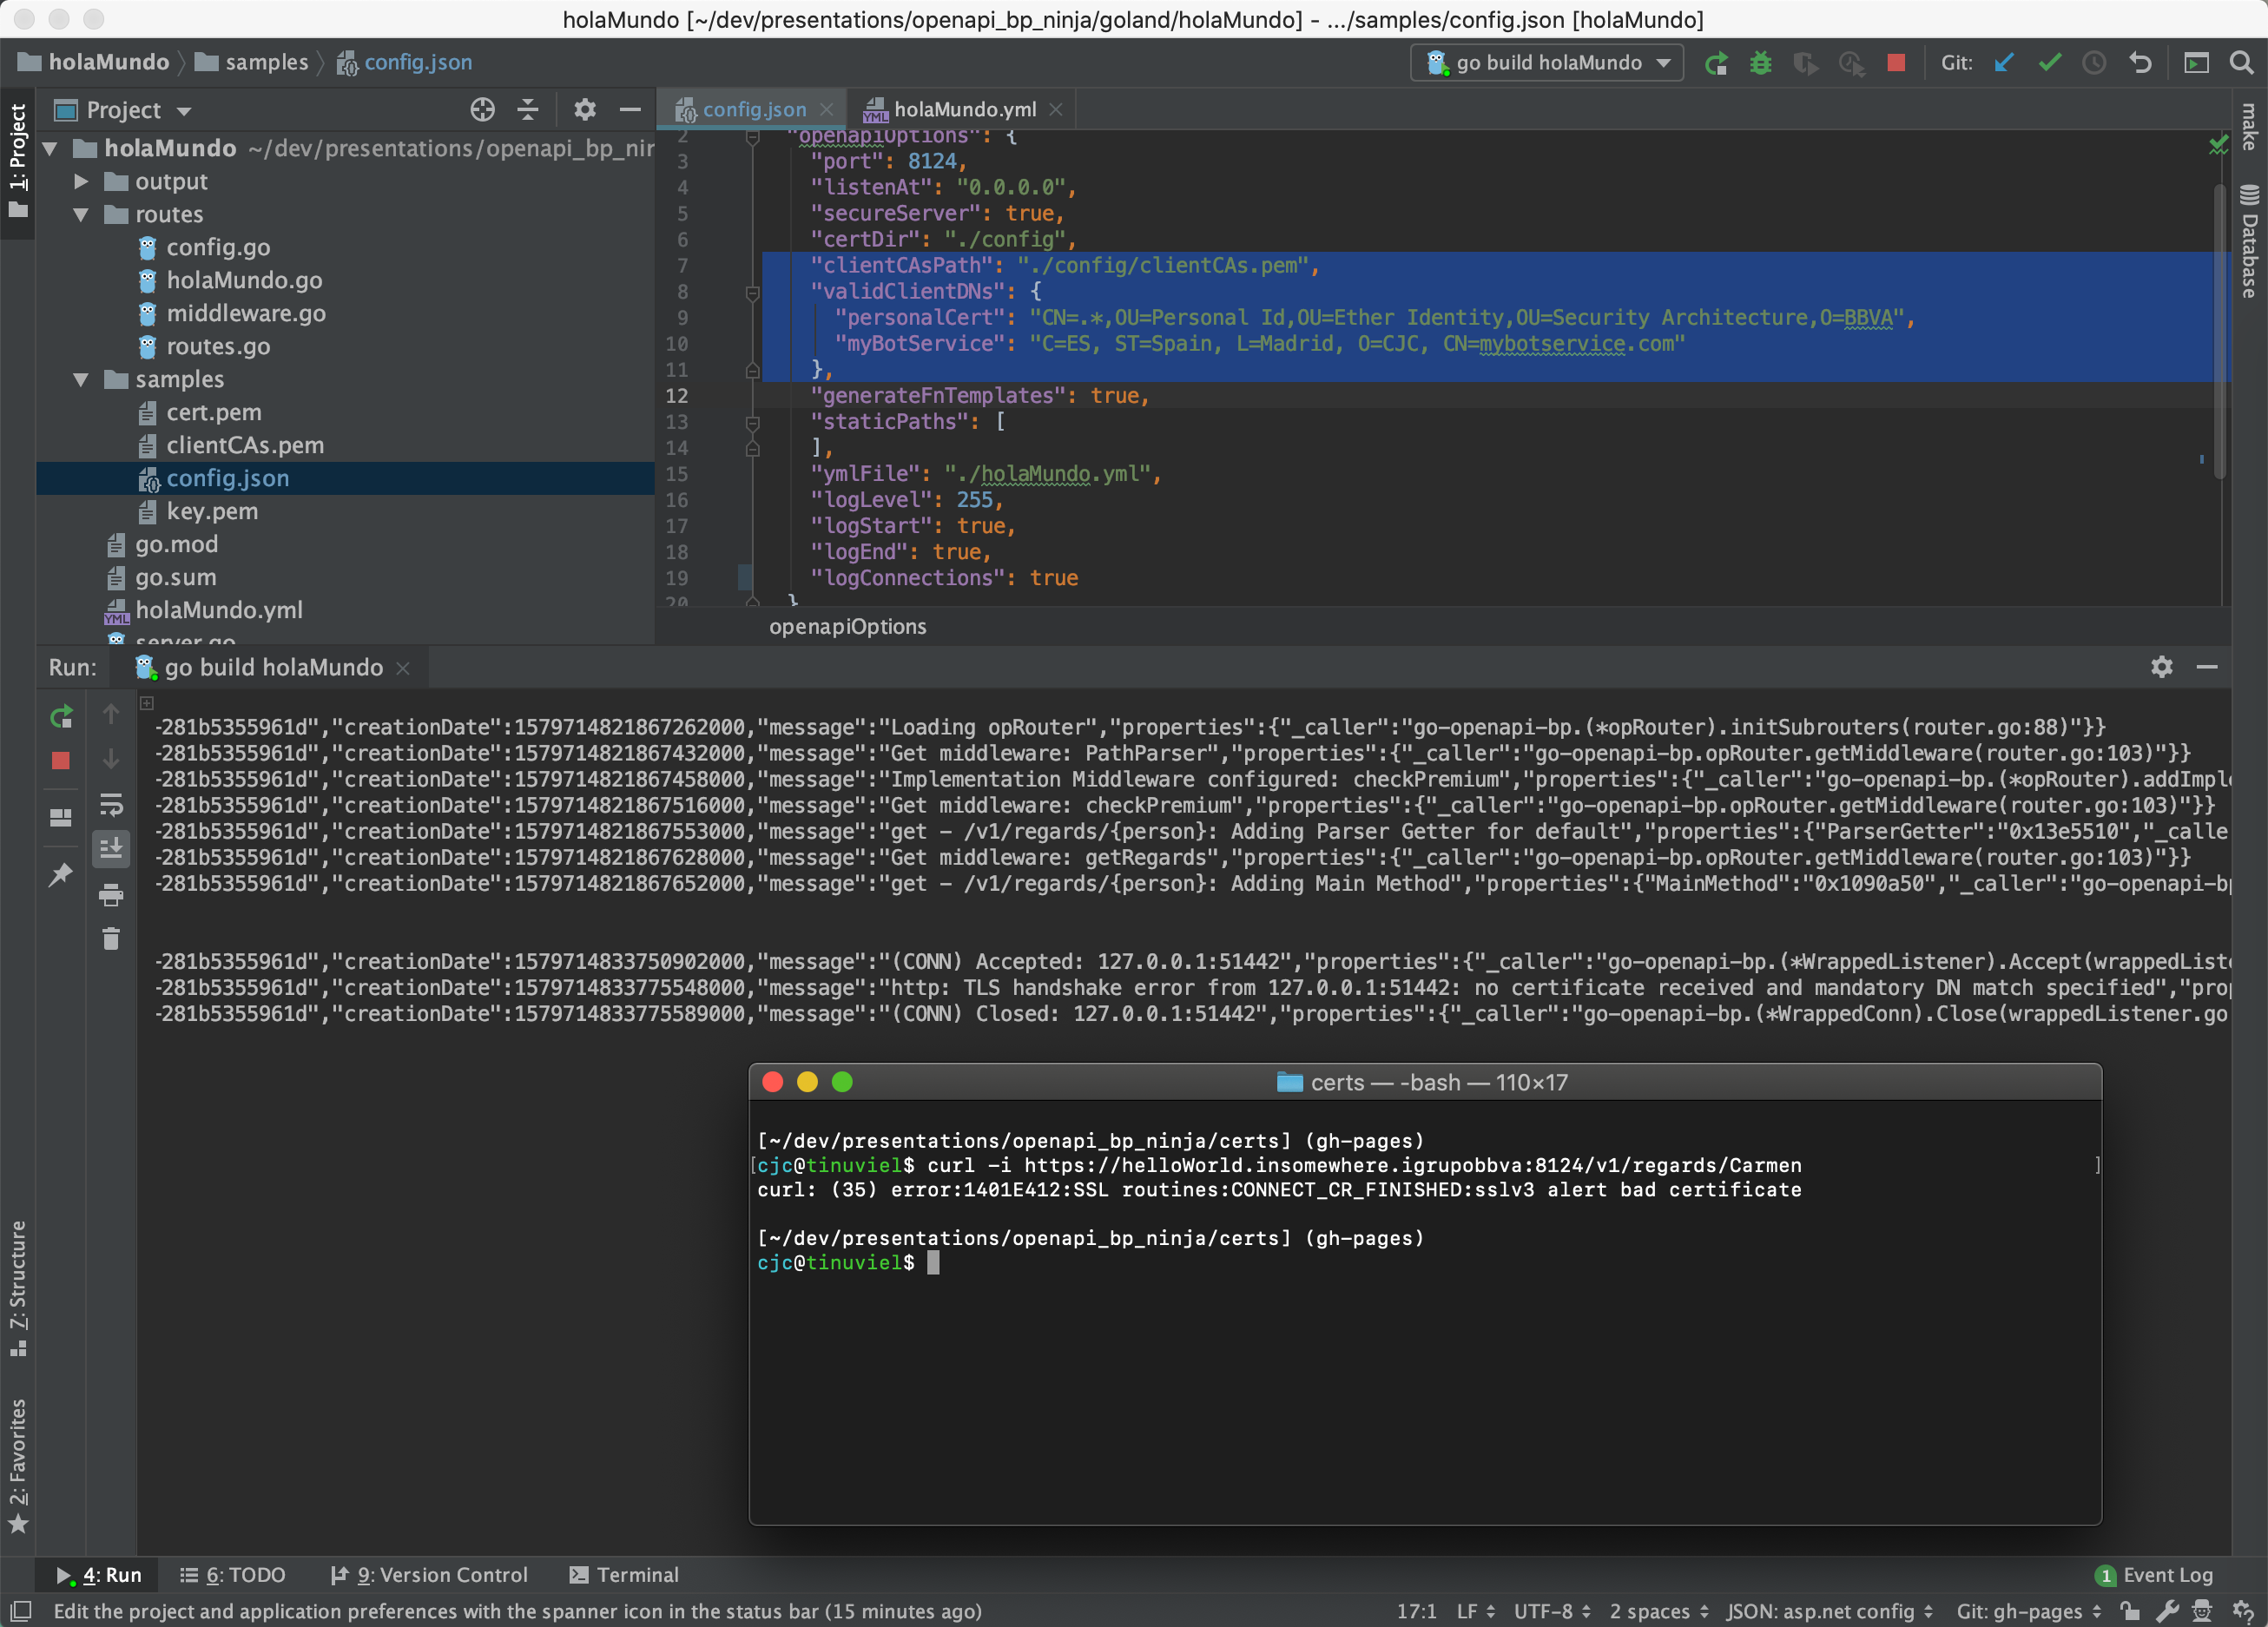 holaMundo [~/dev/presentations/openapi_bp_ninja/goland/holaMundo] - .../samples/config.json [holaMundo]
holaMundo samples config.json
go build holaMundo
Git:
1: Project
Project
holaMundo ~/dev/presentations/openapi_bp_nir
output
routes
config.go
holaMundo.go
middleware.go
routes.go
samples
cert.pem
clientCAs.pem
config.json
key.pem
go.mod
go.sum
holaMundo.yml
server.go
config.json
holaMundo.yml
2 "openapiOptions": {
3 "port": 8124,
4 "listenAt": "0.0.0.0",
5 "secureServer": true,
6 "certDir": "./config",
7 "clientCAsPath": "./config/clientCAs.pem",
8 "validClientDNs": {
9 "personalCert": "CN=.*,OU=Personal Id,OU=Ether Identity,OU=Security Architecture,O=BBVA",
10 "myBotService": "C=ES, ST=Spain, L=Madrid, O=CJC, CN=mybotservice.com"
11 },
12 "generateFnTemplates": true,
13 "staticPaths": [
14 ],
15 "ymlFile": "./holaMundo.yml",
16 "logLevel": 255,
17 "logStart": true,
18 "logEnd": true,
19 "logConnections": true
20 }
openapiOptions
make
Database
Run: go build holaMundo
-281b5355961d","creationDate":1579714821867262000,"message":"Loading opRouter","properties":{"_caller":"go-openapi-bp.(*opRouter).initSubrouters(router.go:88)"}}
-281b5355961d","creationDate":1579714821867432000,"message":"Get middleware: PathParser","properties":{"_caller":"go-openapi-bp.opRouter.getMiddleware(router.go:103)"}}
-281b5355961d","creationDate":1579714821867458000,"message":"Implementation Middleware configured: checkPremium","properties":{"_caller":"go-openapi-bp.(*opRouter).addImpl
-281b5355961d","creationDate":1579714821867516000,"message":"Get middleware: checkPremium","properties":{"_caller":"go-openapi-bp.opRouter.getMiddleware(router.go:103)"}}
-281b5355961d","creationDate":1579714821867553000,"message":"get - /v1/regards/{person}: Adding Parser Getter for default","properties":{"ParserGetter":"0x13e5510","_calle
-281b5355961d","creationDate":1579714821867628000,"message":"Get middleware: getRegards","properties":{"_caller":"go-openapi-bp.opRouter.getMiddleware(router.go:103)"}}
-281b5355961d","creationDate":1579714821867652000,"message":"get - /v1/regards/{person}: Adding Main Method","properties":{"MainMethod":"0x1090a50","_caller":"go-openapi-bp
-281b5355961d","creationDate":1579714833750902000,"message":"(CONN) Accepted: 127.0.0.1:51442","properties":{"_caller":"go-openapi-bp.(*WrappedListener).Accept(wrappedListe
-281b5355961d","creationDate":1579714833775548000,"message":"http: TLS handshake error from 127.0.0.1:51442: no certificate received and mandatory DN match specified","prop
-281b5355961d","creationDate":1579714833775589000,"message":"(CONN) Closed: 127.0.0.1:51442","properties":{"_caller":"go-openapi-bp.(*WrappedConn).Close(wrappedListener.go
certs — -bash — 110×17
[~/dev/presentations/openapi_bp_ninja/certs] (gh-pages)
[cjc@tinuviel$ curl -i https://helloWorld.insomewhere.igrupobbva:8124/v1/regards/Carmen ]
curl: (35) error:1401E412:SSL routines:CONNECT_CR_FINISHED:sslv3 alert bad certificate
[~/dev/presentations/openapi_bp_ninja/certs] (gh-pages)
cjc@tinuviel$
7: Structure
2: Favorites
4: Run 6: TODO 9: Version Control Terminal 1 Event Log
Edit the project and application preferences with the spanner icon in the status bar (15 minutes ago) 17:1 LF UTF-8 2 spaces JSON: asp.net config Git: gh-pages